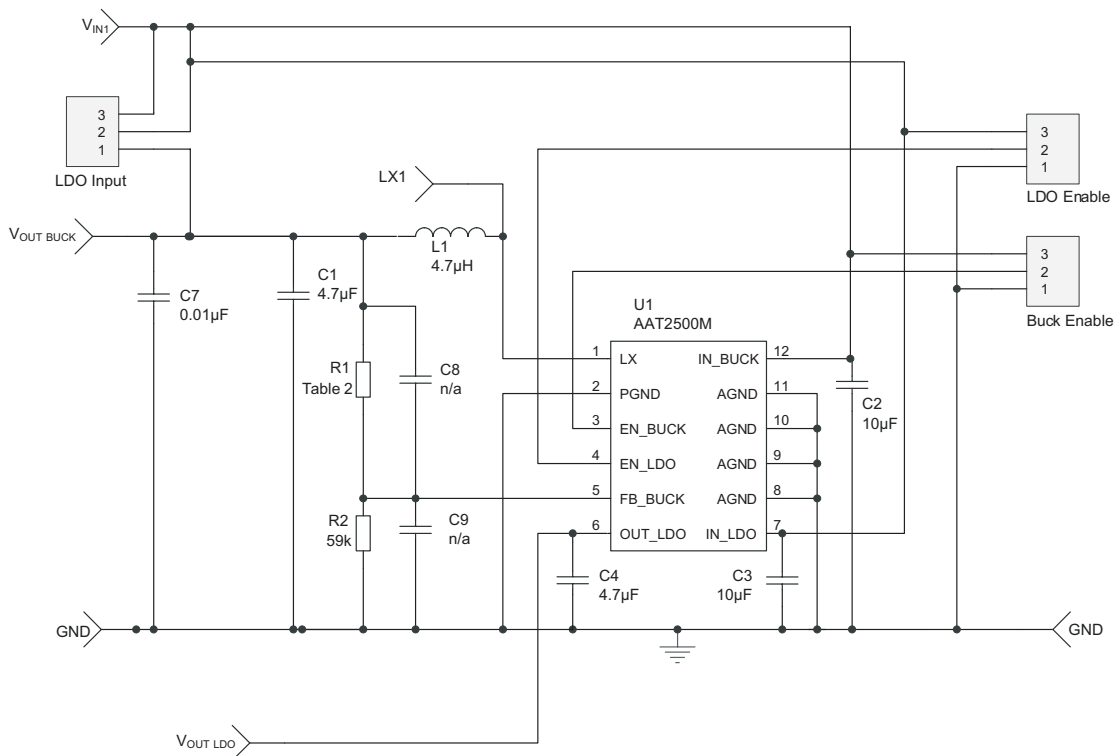 VIN1
3
2
1
LDO Input
LX1
VOUT BUCK
L1
4.7µH
C7
0.01µF
C1
4.7µF
R1
Table 2
C8
n/a
R2
59k
C9
n/a
U1
AAT2500M
1 LX
2 PGND
3 EN_BUCK
4 EN_LDO
5 FB_BUCK
6 OUT_LDO
IN_BUCK 12
AGND 11
AGND 10
AGND 9
AGND 8
IN_LDO 7
C2
10µF
C4
4.7µF
C3
10µF
3
2
1
LDO Enable
3
2
1
Buck Enable
GND
GND
VOUT LDO